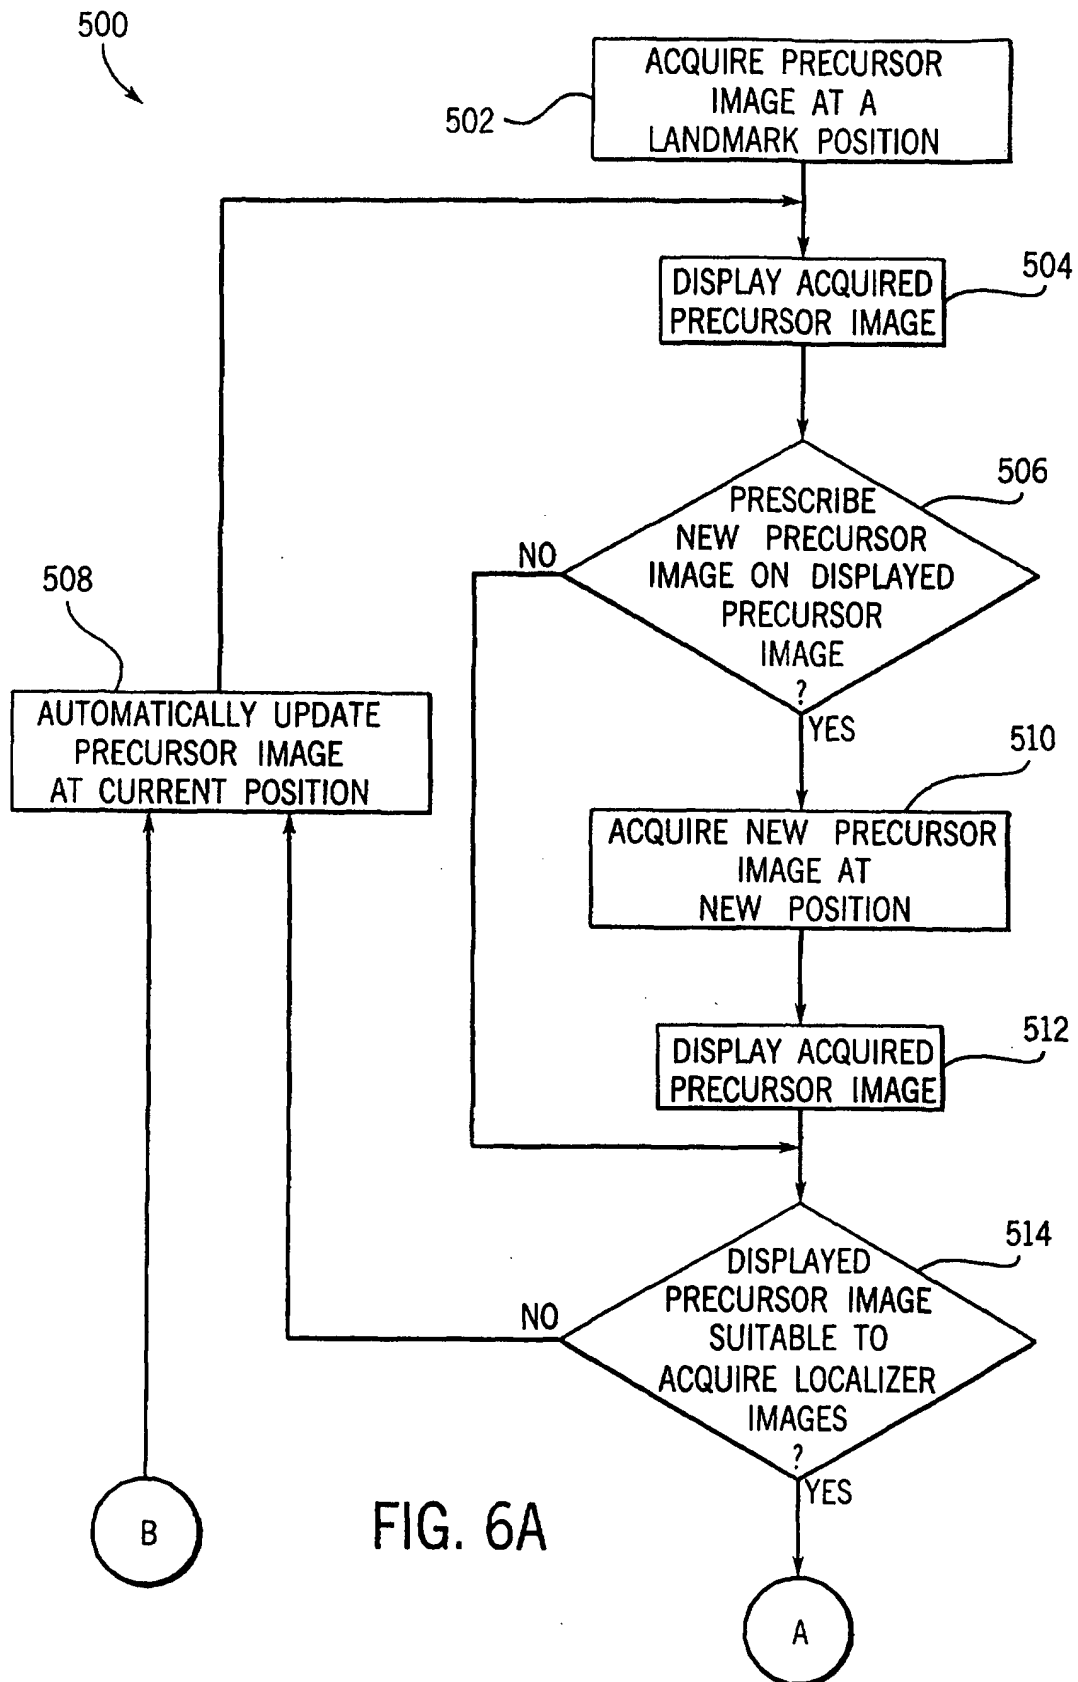 500
ACQUIRE PRECURSOR
IMAGE AT A
LANDMARK POSITION
502
DISPLAY ACQUIRED
PRECURSOR IMAGE
504
PRESCRIBE
NEW PRECURSOR
IMAGE ON DISPLAYED
PRECURSOR
IMAGE
?
506
NO
YES
508
AUTOMATICALLY UPDATE
PRECURSOR IMAGE
AT CURRENT POSITION
510
ACQUIRE NEW PRECURSOR
IMAGE AT
NEW POSITION
512
DISPLAY ACQUIRED
PRECURSOR IMAGE
514
DISPLAYED
PRECURSOR IMAGE
SUITABLE TO
ACQUIRE LOCALIZER
IMAGES
?
NO
YES
B
FIG. 6A
A